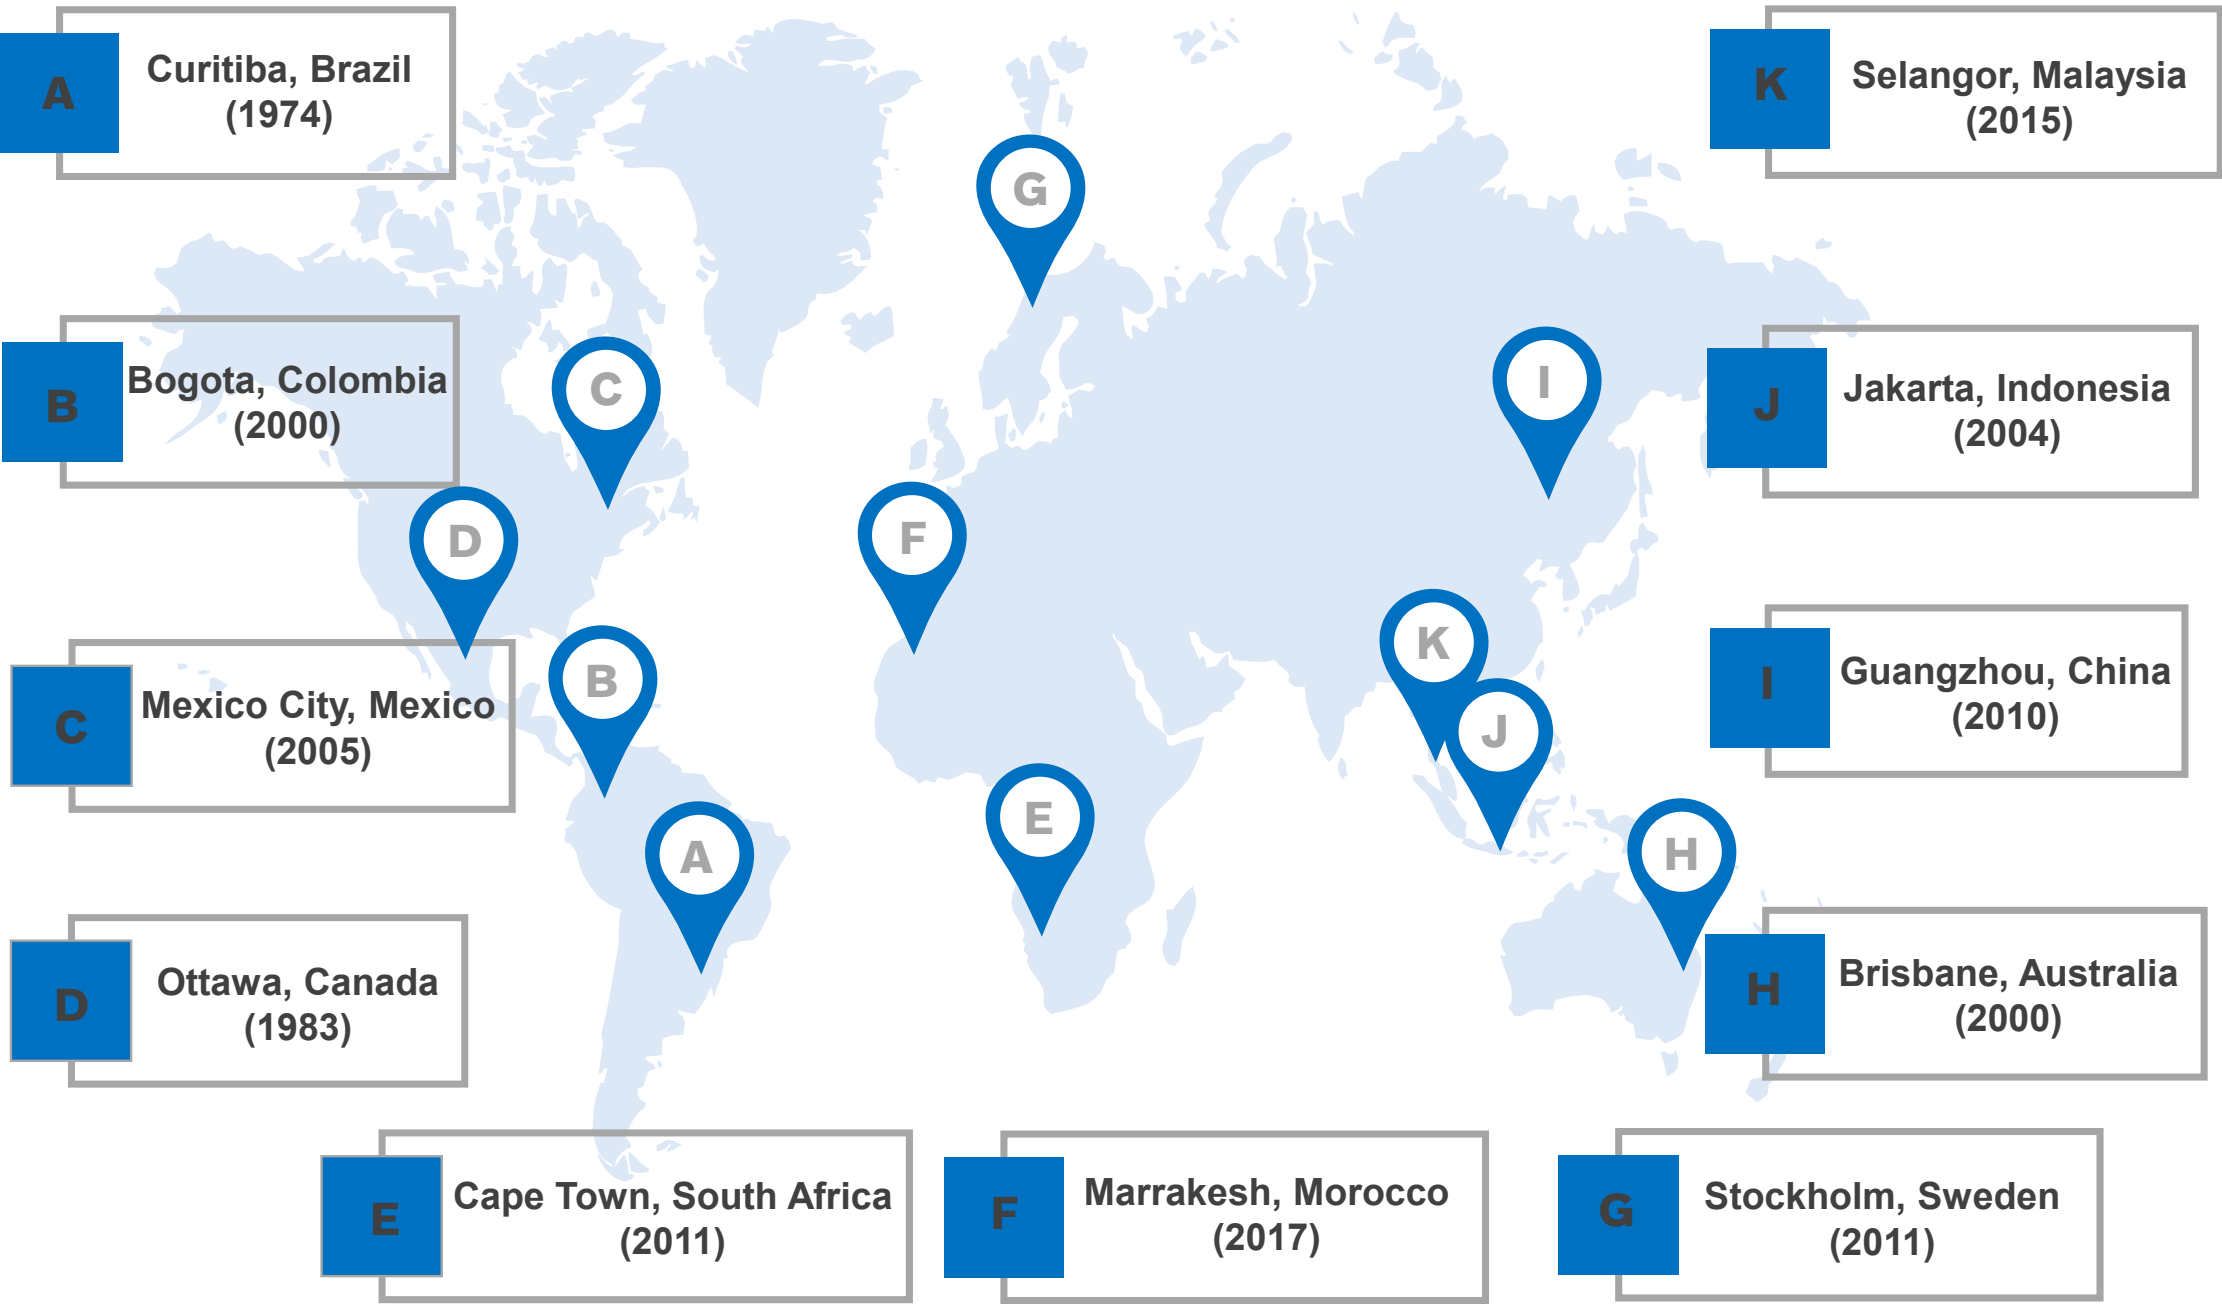 A
Curitiba, Brazil
(1974)
K
Selangor, Malaysia
(2015)
G
B
Bogota, Colombia
(2000)
C
I
J
Jakarta, Indonesia
(2004)
D
F
C
Mexico City, Mexico
(2005)
B
K
J
I
Guangzhou, China
(2010)
A
E
H
D
Ottawa, Canada
(1983)
H
Brisbane, Australia
(2000)
E
Cape Town, South Africa
(2011)
F
Marrakesh, Morocco
(2017)
G
Stockholm, Sweden
(2011)